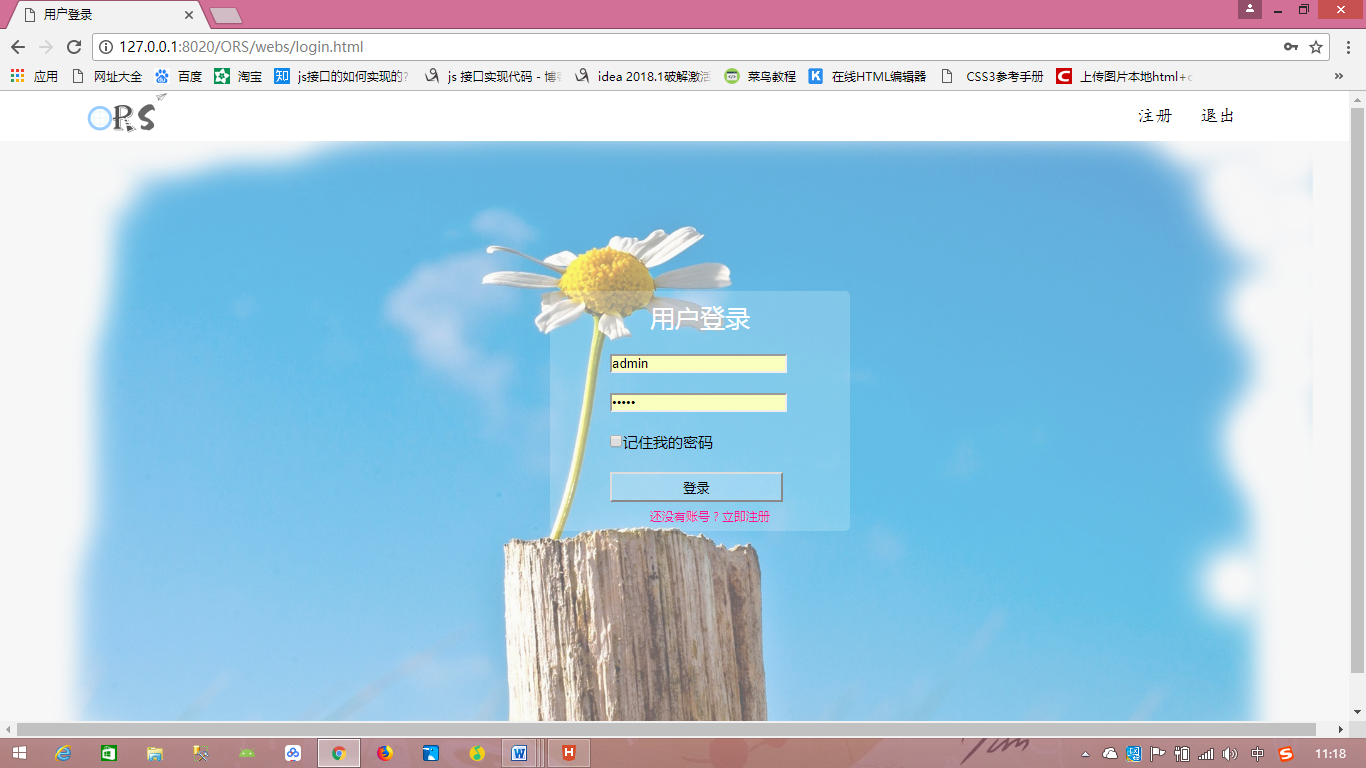 用户登录
127.0.0.1:8020/ORS/webs/login.html
应用 网址大全 百度 淘宝 知 js接口的如何实现的? js 接口实现代码 - 博客 idea 2018.1破解激活 菜鸟教程 K 在线HTML编辑器 CSS3参考手册 C 上传图片本地html+c »
ORS 注册 退出
用户登录
admin
•••••
记住我的密码
登录
还没有账号？立即注册
中 11:18